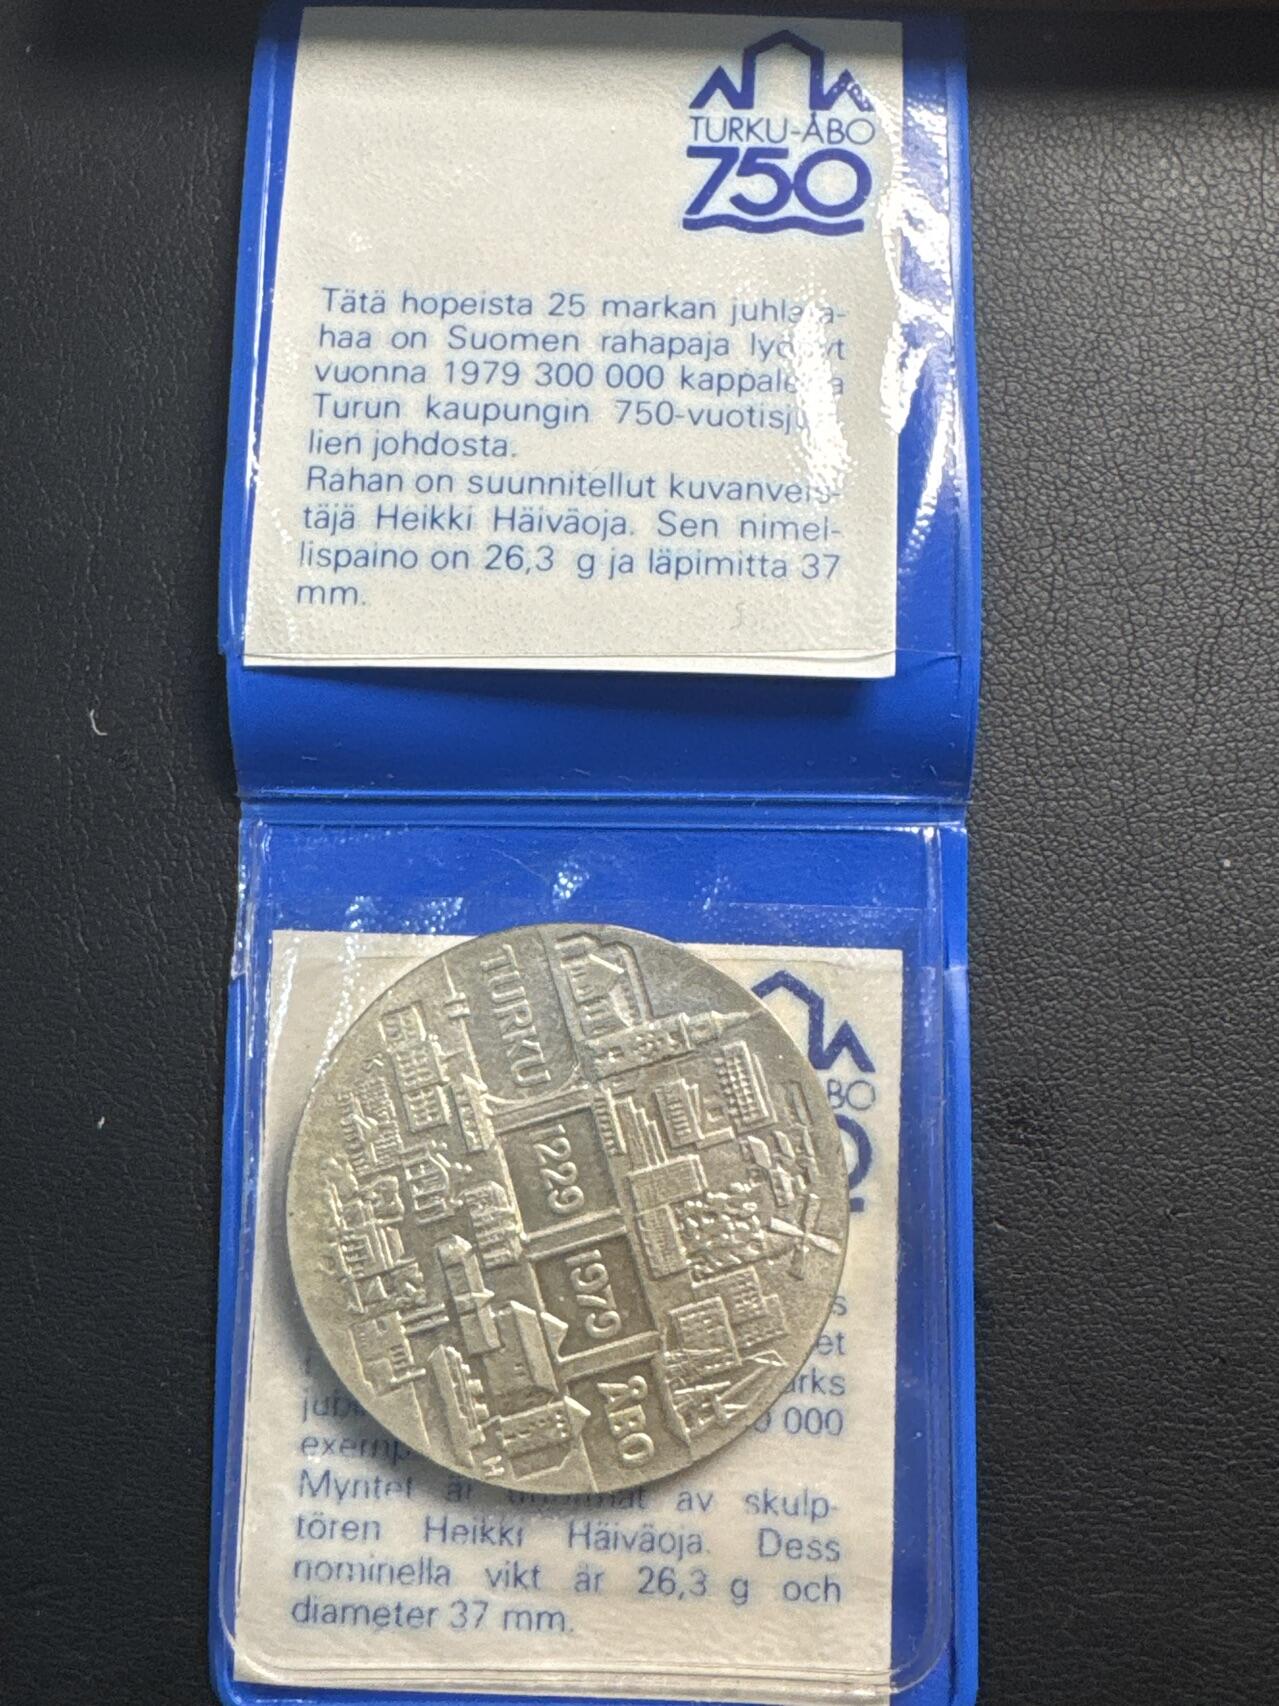 TURKU-ÅBO
750
Tätä hopeista 25 markan
haa on Suomen rahapaja
vuonna 1979 300 000
Turun kaupungin
lien johdosta.
Rahan on suunnitellut kuvanveis-
täjä Heikki Häiväoja. Sen nimel-
lispaino on 26,3 g ja läpimitta 37
mm.
TURKU
1229
1979
ÅBO
H
BO
et
000
Myntet är av skulp-
tören Heikki Häiväoja. Dess
nominella vikt är 26,3 g och
diameter 37 mm.